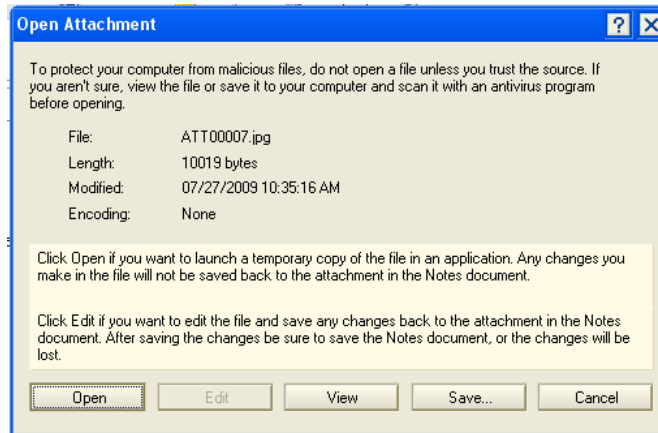 Open Attachment
To protect your computer from malicious files, do not open a file unless you trust the source. If
you aren't sure, view the file or save it to your computer and scan it with an antivirus program
before opening.
File: ATT00007.jpg
Length: 10019 bytes
Modified: 07/27/2009 10:35:16 AM
Encoding: None
Click Open if you want to launch a temporary copy of the file in an application. Any changes you
make in the file will not be saved back to the attachment in the Notes document.
Click Edit if you want to edit the file and save any changes back to the attachment in the Notes
document. After saving the changes be sure to save the Notes document, or the changes will be
lost.
Open Edit View Save... Cancel